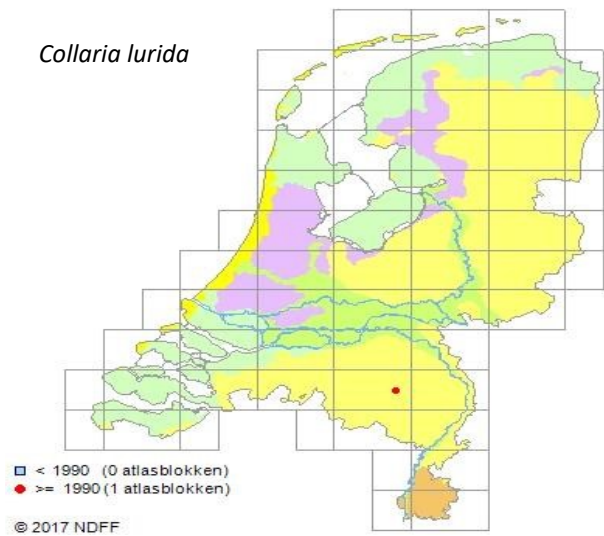 Collaria lurida
< 1990 (0 atlasblokken)
>= 1990 (1 atlasblokken)
© 2017 NDFF